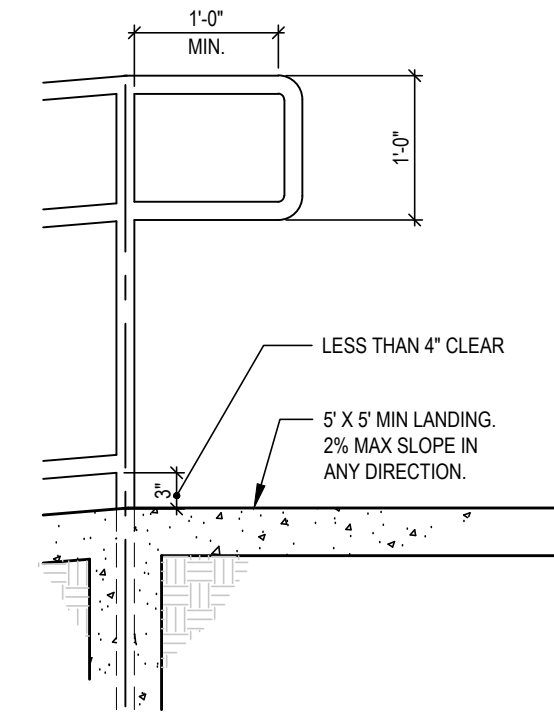 1'-0"
MIN.
1'-0"
LESS THAN 4" CLEAR
5' X 5' MIN LANDING.
2% MAX SLOPE IN
ANY DIRECTION.
3"